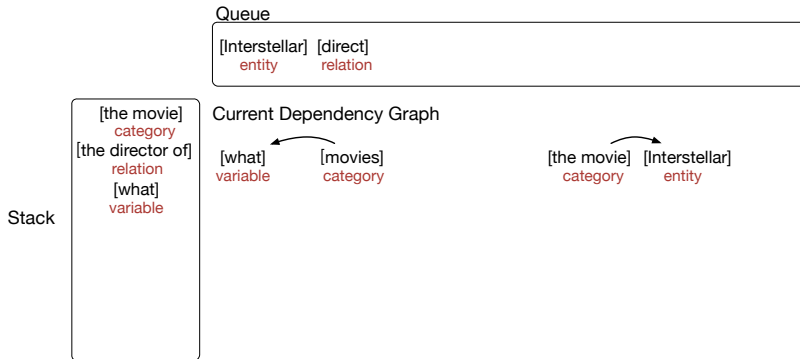 Queue
[Interstellar] [direct]
entity relation
[the movie]
category
[the director of]
relation
[what]
variable
Stack
Current Dependency Graph
[what] [movies] [the movie] [Interstellar]
variable category category entity